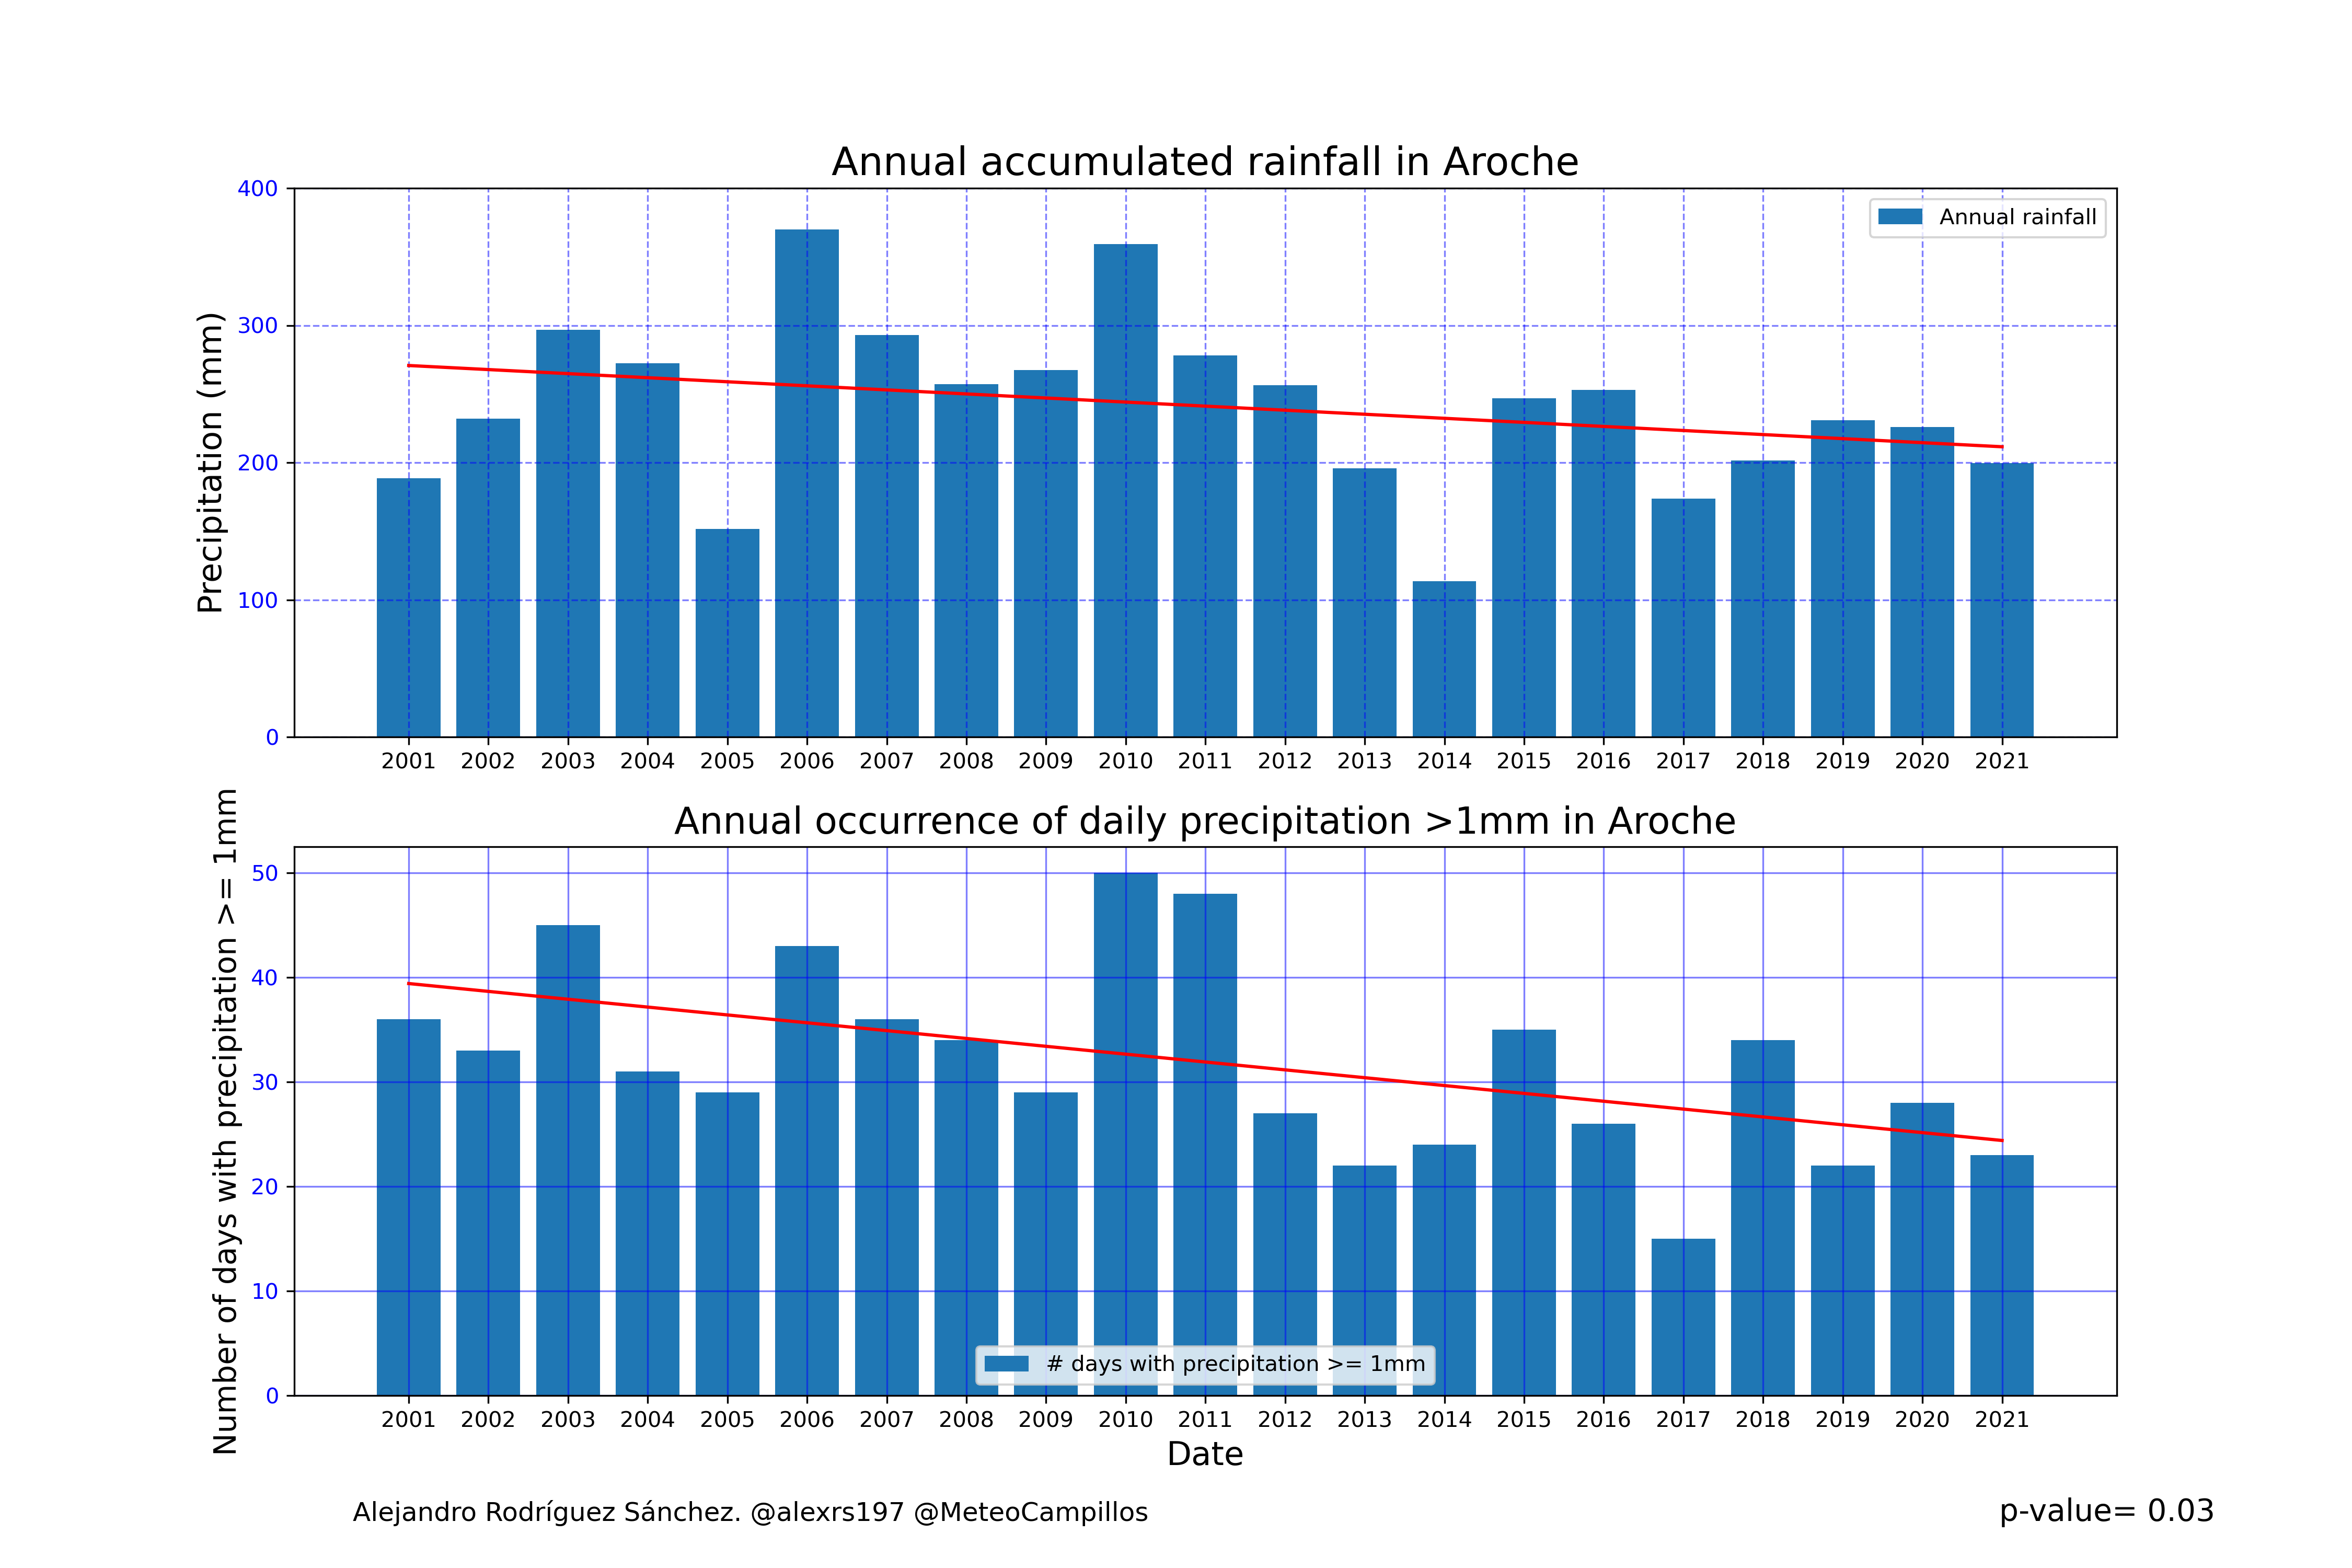 Annual accumulated rainfall in Aroche
Precipitation (mm)
400
300
200
100
0
Annual rainfall
2001 2002 2003 2004 2005 2006 2007 2008 2009 2010 2011 2012 2013 2014 2015 2016 2017 2018 2019 2020 2021
Annual occurrence of daily precipitation >1mm in Aroche
Number of days with precipitation >= 1mm
50
40
30
20
10
0
# days with precipitation >= 1mm
2001 2002 2003 2004 2005 2006 2007 2008 2009 2010 2011 2012 2013 2014 2015 2016 2017 2018 2019 2020 2021
Date
Alejandro Rodríguez Sánchez. @alexrs197 @MeteoCampillos
p-value= 0.03